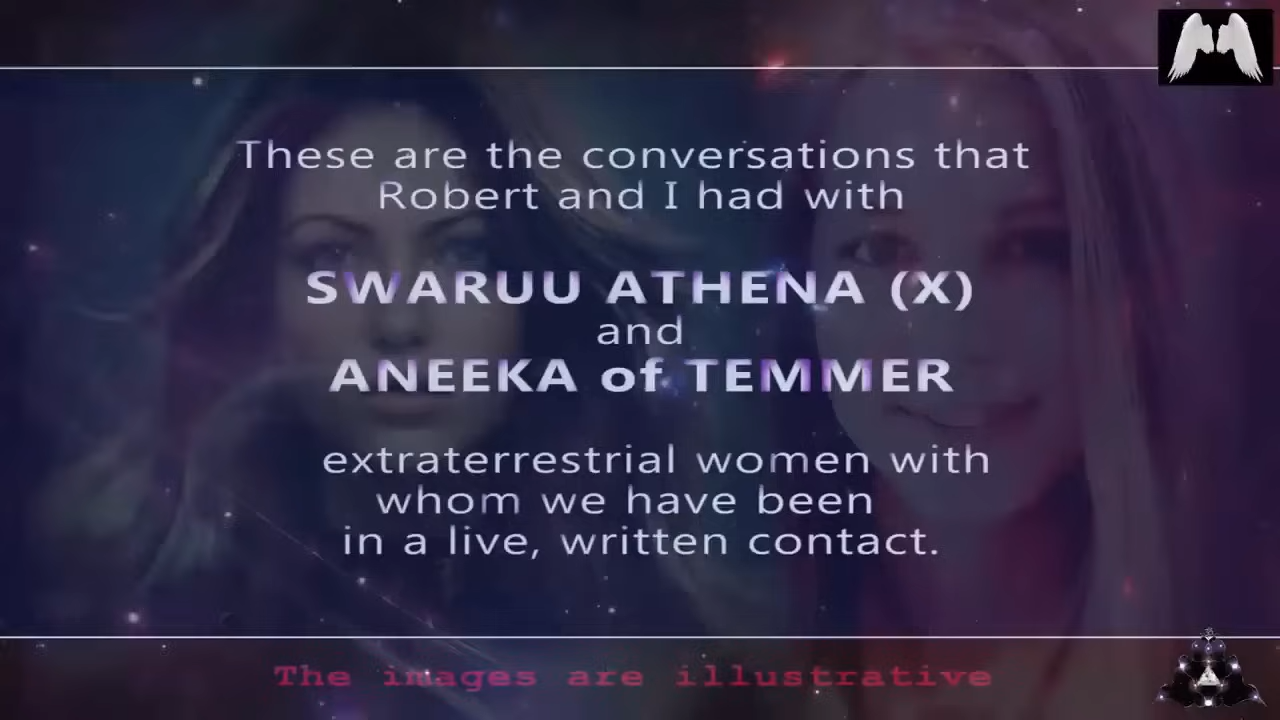 These are the conversations that
Robert and I had with
SWARUU ATHENA (X)
and
ANEEKA of TEMMER
extraterrestrial women with
whom we have been
in a live, written contact.
The images are illustrative